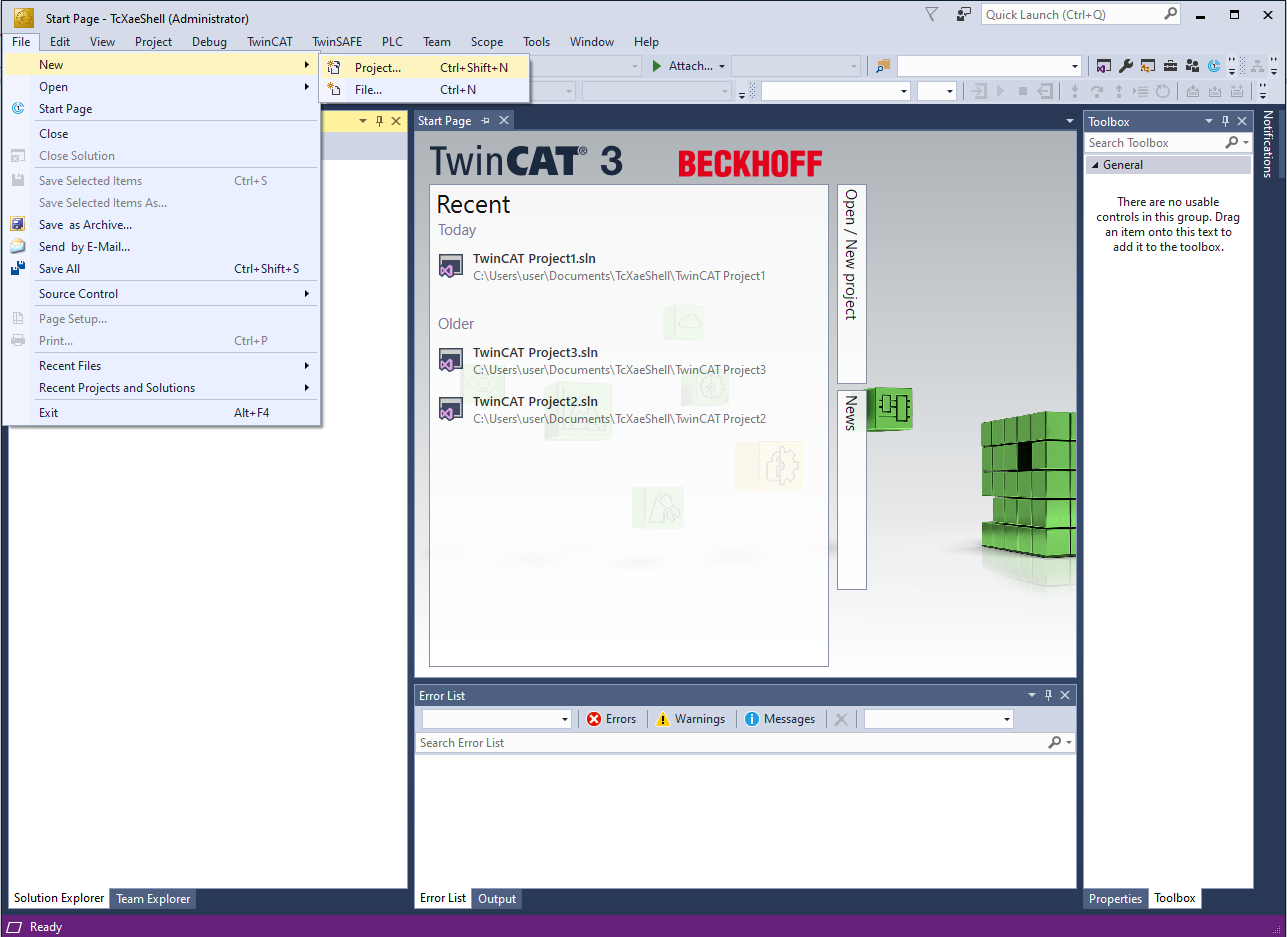 Start Page - TcXaeShell (Administrator)
Quick Launch (Ctrl+Q)
File Edit View Project Debug TwinCAT TwinSAFE PLC Team Scope Tools Window Help
New
Project... Ctrl+Shift+N
File... Ctrl+N
Attach...
Open
Start Page
Close
Close Solution
Save Selected Items Ctrl+S
Save Selected Items As...
Save as Archive...
Send by E-Mail...
Save All Ctrl+Shift+S
Source Control
Page Setup...
Print... Ctrl+P
Recent Files
Recent Projects and Solutions
Exit Alt+F4
Start Page
TwinCAT® 3
BECKHOFF
Recent
Today
TwinCAT Project1.sln
C:\Users\user\Documents\TcXaeShell\TwinCAT Project1
Older
TwinCAT Project3.sln
C:\Users\user\Documents\TcXaeShell\TwinCAT Project3
TwinCAT Project2.sln
C:\Users\user\Documents\TcXaeShell\TwinCAT Project2
Open / New project
News
Toolbox
Search Toolbox
General
There are no usable
controls in this group. Drag
an item onto this text to
add it to the toolbox.
Notifications
Error List
Errors Warnings Messages
Search Error List
Solution Explorer Team Explorer
Error List Output
Properties Toolbox
Ready